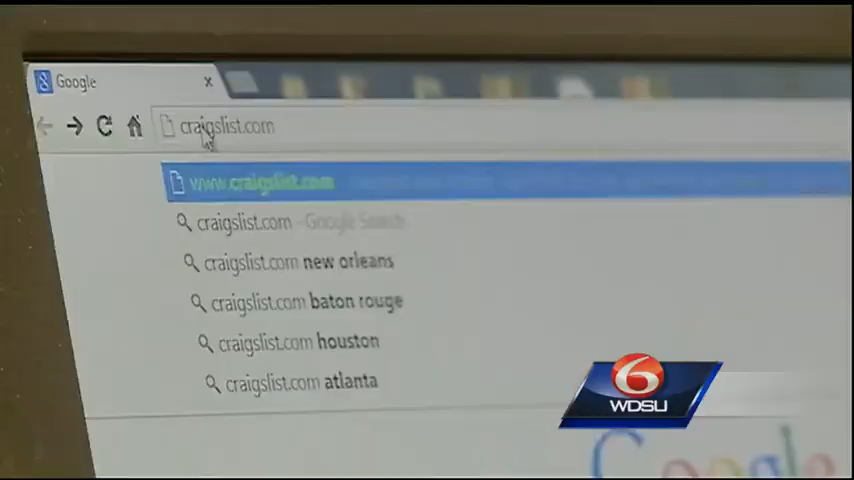 Google
craigslist.com
www.craigslist.com
craigslist.com - Google Search
craigslist.com new orleans
craigslist.com baton rouge
craigslist.com houston
craigslist.com atlanta
6
WDSU
Google